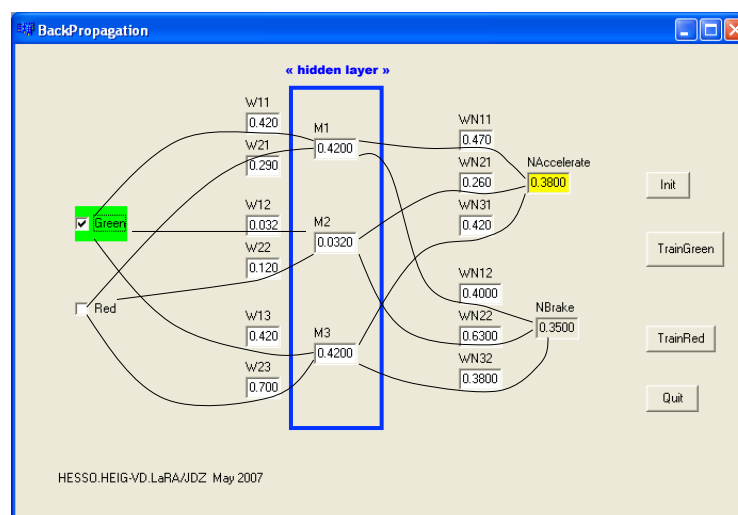 BackPropagation
« hidden layer »
W11
0.420
M1
0.4200
WN11
0.470
W21
0.290
WN21
0.260
NAccelerate
0.3800
Init
Green
W12
0.032
M2
0.0320
WN31
0.420
W22
0.120
TrainGreen
Red
WN12
0.4000
NBrake
0.3500
W13
0.420
M3
0.4200
WN22
0.6300
TrainRed
W23
0.700
WN32
0.3800
Quit
HESSO.HEIG-VD.LaRA/JDZ May 2007